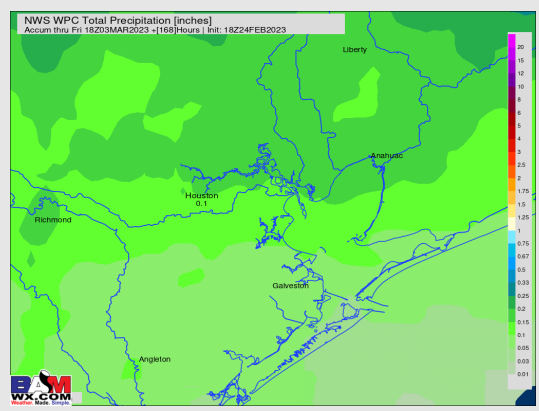 NWS WPC Total Precipitation [inches]
Accum thru Fri 18Z03MAR2023 +[168]Hours | Init: 18Z24FEB2023
Liberty
Anahuac
Houston
0.1
Richmond
Galveston
Angleton
20
15
12
10
8
6
5
4
3
2.5
2
1.75
1.5
1.25
1
0.75
0.67
0.5
0.33
0.25
0.2
0.15
0.1
0.05
0.03
0.01
BAM
WX.COM
Weather. Made. Simple.